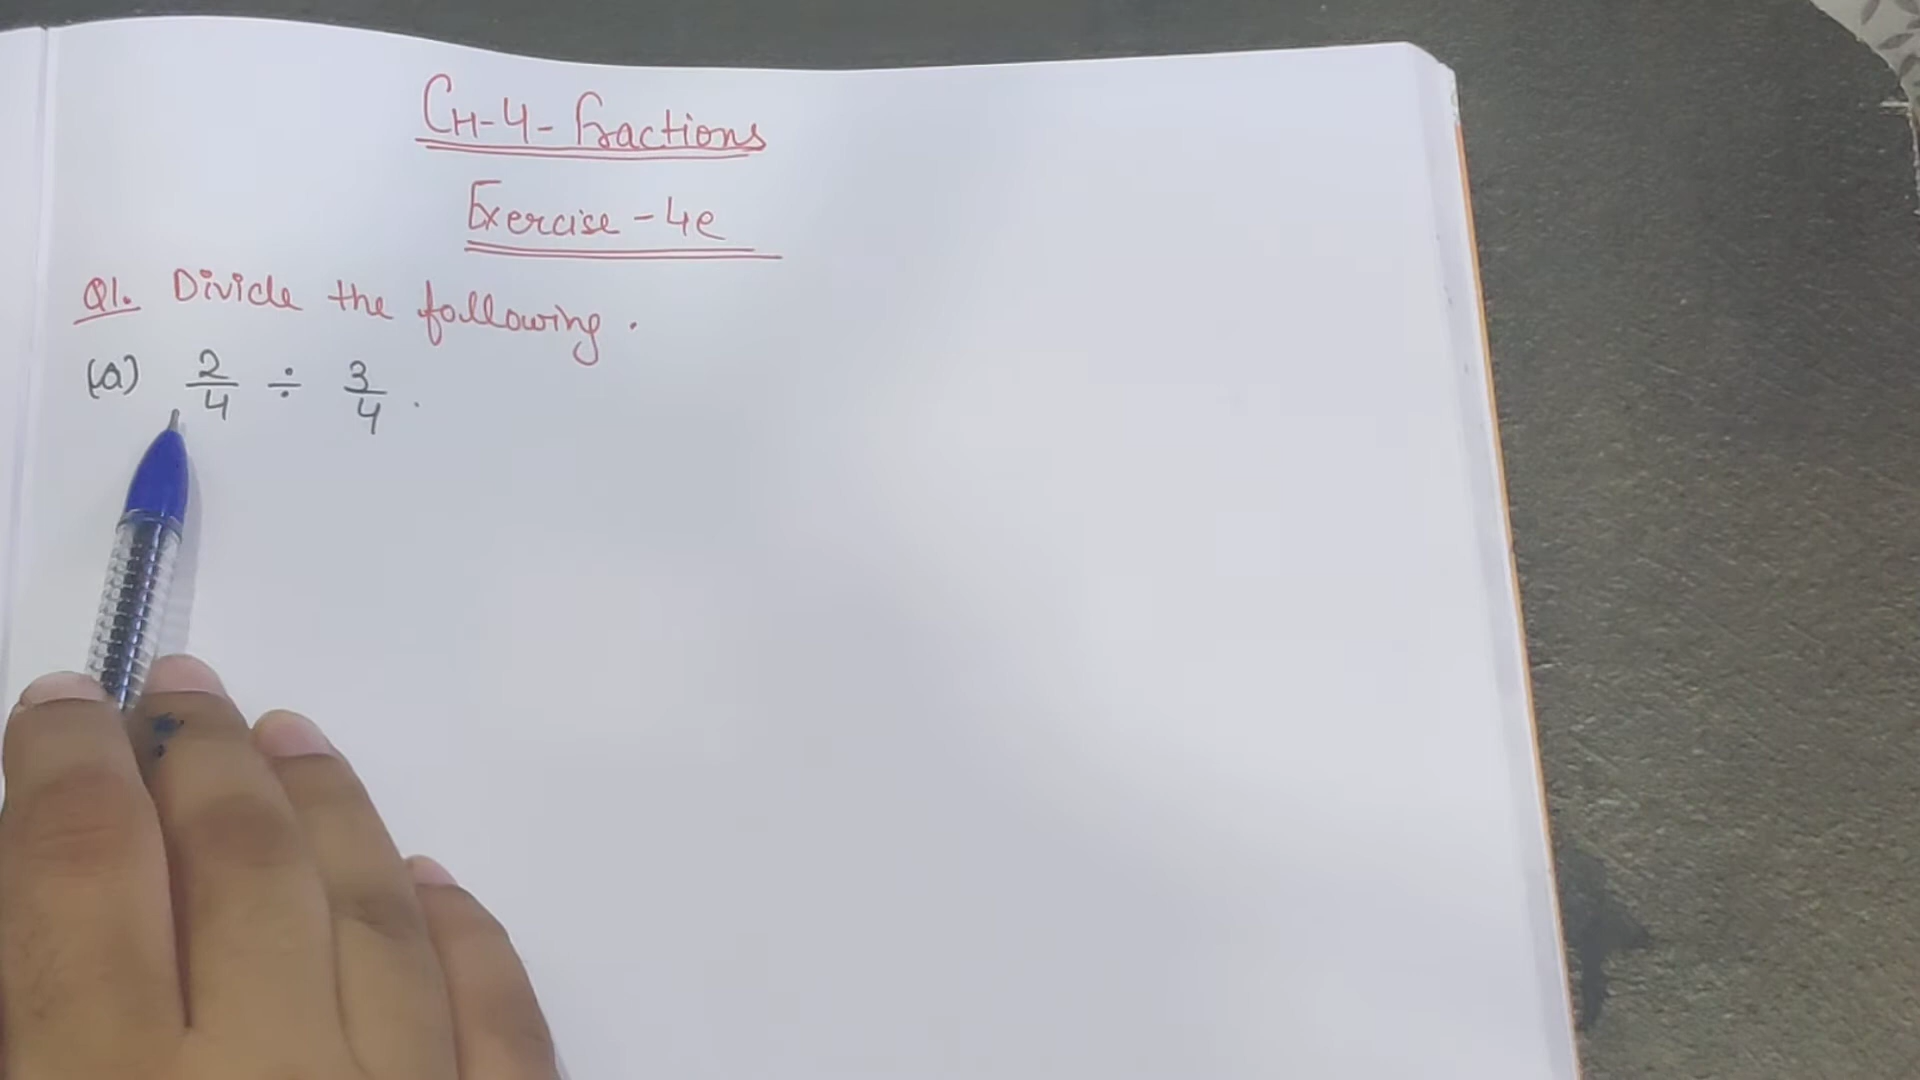 CH-4-Fractions
Exercise-4e
Q1. Divide the following.
(a) 2/4 ÷ 3/4.